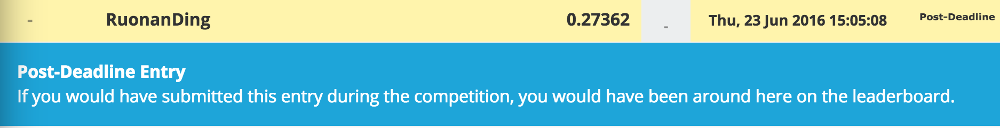 - RuonanDing 0.27362 - Thu, 23 Jun 2016 15:05:08 Post-Deadline
Post-Deadline Entry
If you would have submitted this entry during the competition, you would have been around here on the leaderboard.